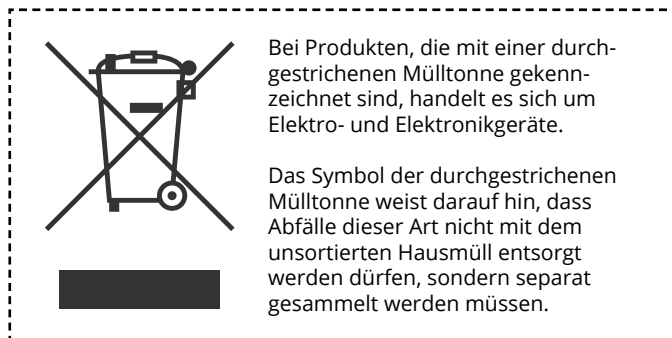 Bei Produkten, die mit einer durch-
gestrichenen Mülltonne gekenn-
zeichnet sind, handelt es sich um
Elektro- und Elektronikgeräte.
Das Symbol der durchgestrichenen
Mülltonne weist darauf hin, dass
Abfälle dieser Art nicht mit dem
unsortierten Hausmüll entsorgt
werden dürfen, sondern separat
gesammelt werden müssen.